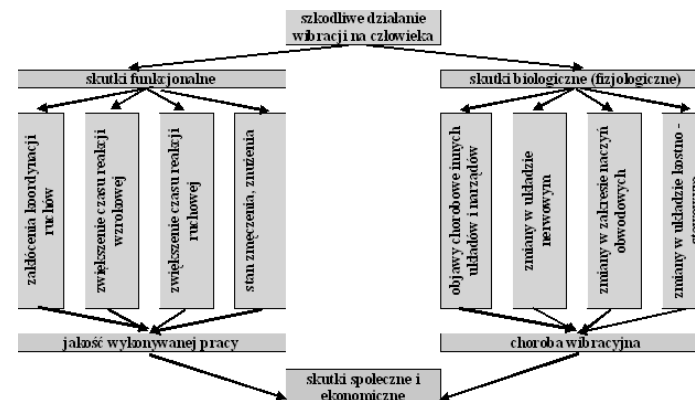 szkodliwe działanie
wibracji na człowieka
skutki funkcjonalne
skutki biologiczne (fizjologiczne)
zakłócenia koordynacji
ruchów
zwiększenie czasu reakcji
wzrokowej
zwiększenie czasu reakcji
ruchowej
stan zmęczenia, znużenia
objawy chorobowe innych
układów i narządów
zmiany w układzie
nerwowym
zmiany w zakresie naczyń
obwodowych
zmiany w układzie kostno -
jakość wykonywanej pracy
choroba wibracyjna
skutki społeczne i
ekonomiczne